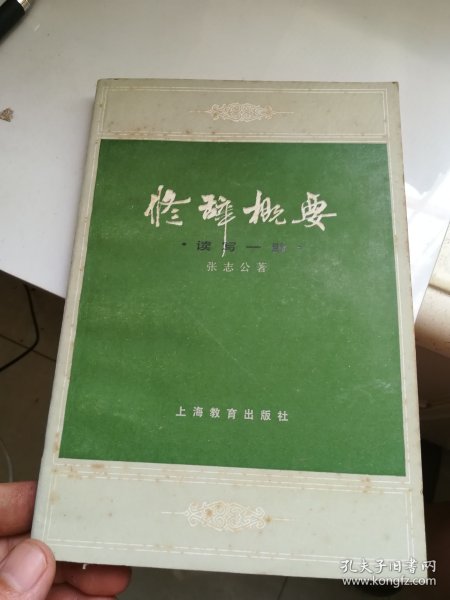 修辞概要
·读写一助·
张志公著
上海教育出版社
孔夫子旧书网
www.kongfz.com